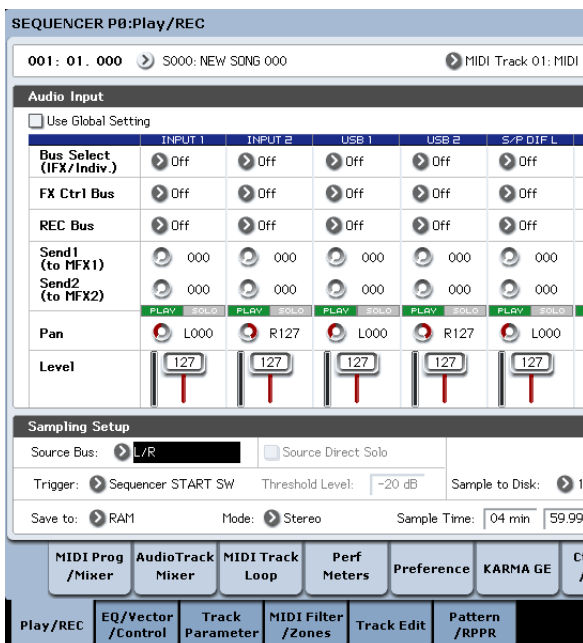 SEQUENCER P0:Play/REC
001: 01. 000 S000: NEW SONG 000 MIDI Track 01: MIDI
Audio Input
Use Global Setting
INPUT 1 INPUT 2 USB 1 USB 2 S/P DIF L
Bus Select
(IFX/Indiv.) Off Off Off Off Off
FX Ctrl Bus Off Off Off Off Off
REC Bus Off Off Off Off Off
Send1
(to MFX1) 000 000 000 000 000
Send2
(to MFX2) 000 000 000 000 000
PLAY SOLO PLAY SOLO PLAY SOLO PLAY SOLO PLAY SOLO
Pan L000 R127 L000 R127 L000
Level 127 127 127 127 127
Sampling Setup
Source Bus: L/R Source Direct Solo
Trigger: Sequencer START SW Threshold Level: -20 dB Sample to Disk: 1
Save to: RAM Mode: Stereo Sample Time: 04 min 59.99
MIDI Prog
/Mixer
AudioTrack
Mixer
MIDI Track
Loop
Perf
Meters
Preference
KARMA GE
Play/REC
EQ/Vector
/Control
Track
Parameter
MIDI Filter
/Zones
Track Edit
Pattern
/RPPR